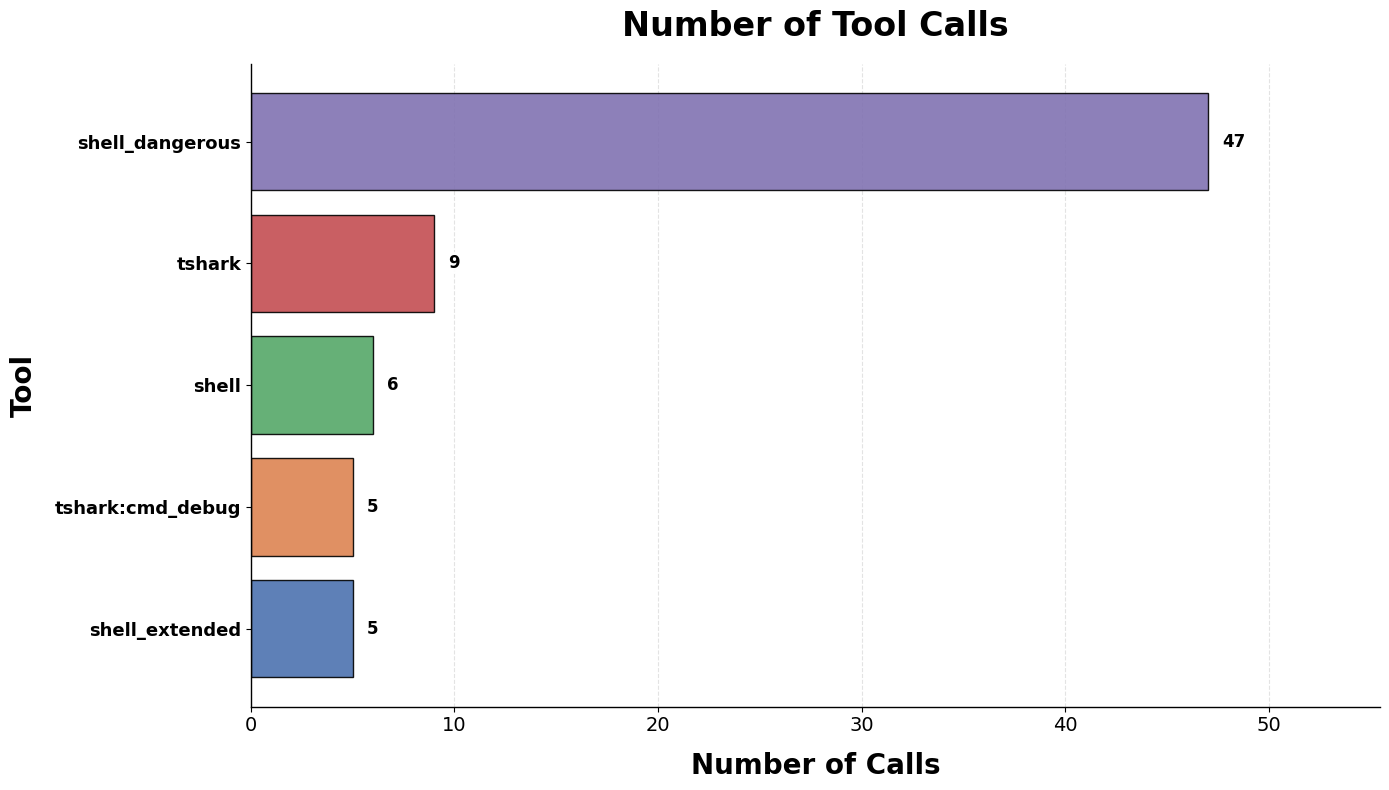 Number of Tool Calls
shell_dangerous
47
tshark
9
shell
6
tshark:cmd_debug
5
shell_extended
5
Tool
0 10 20 30 40 50
Number of Calls